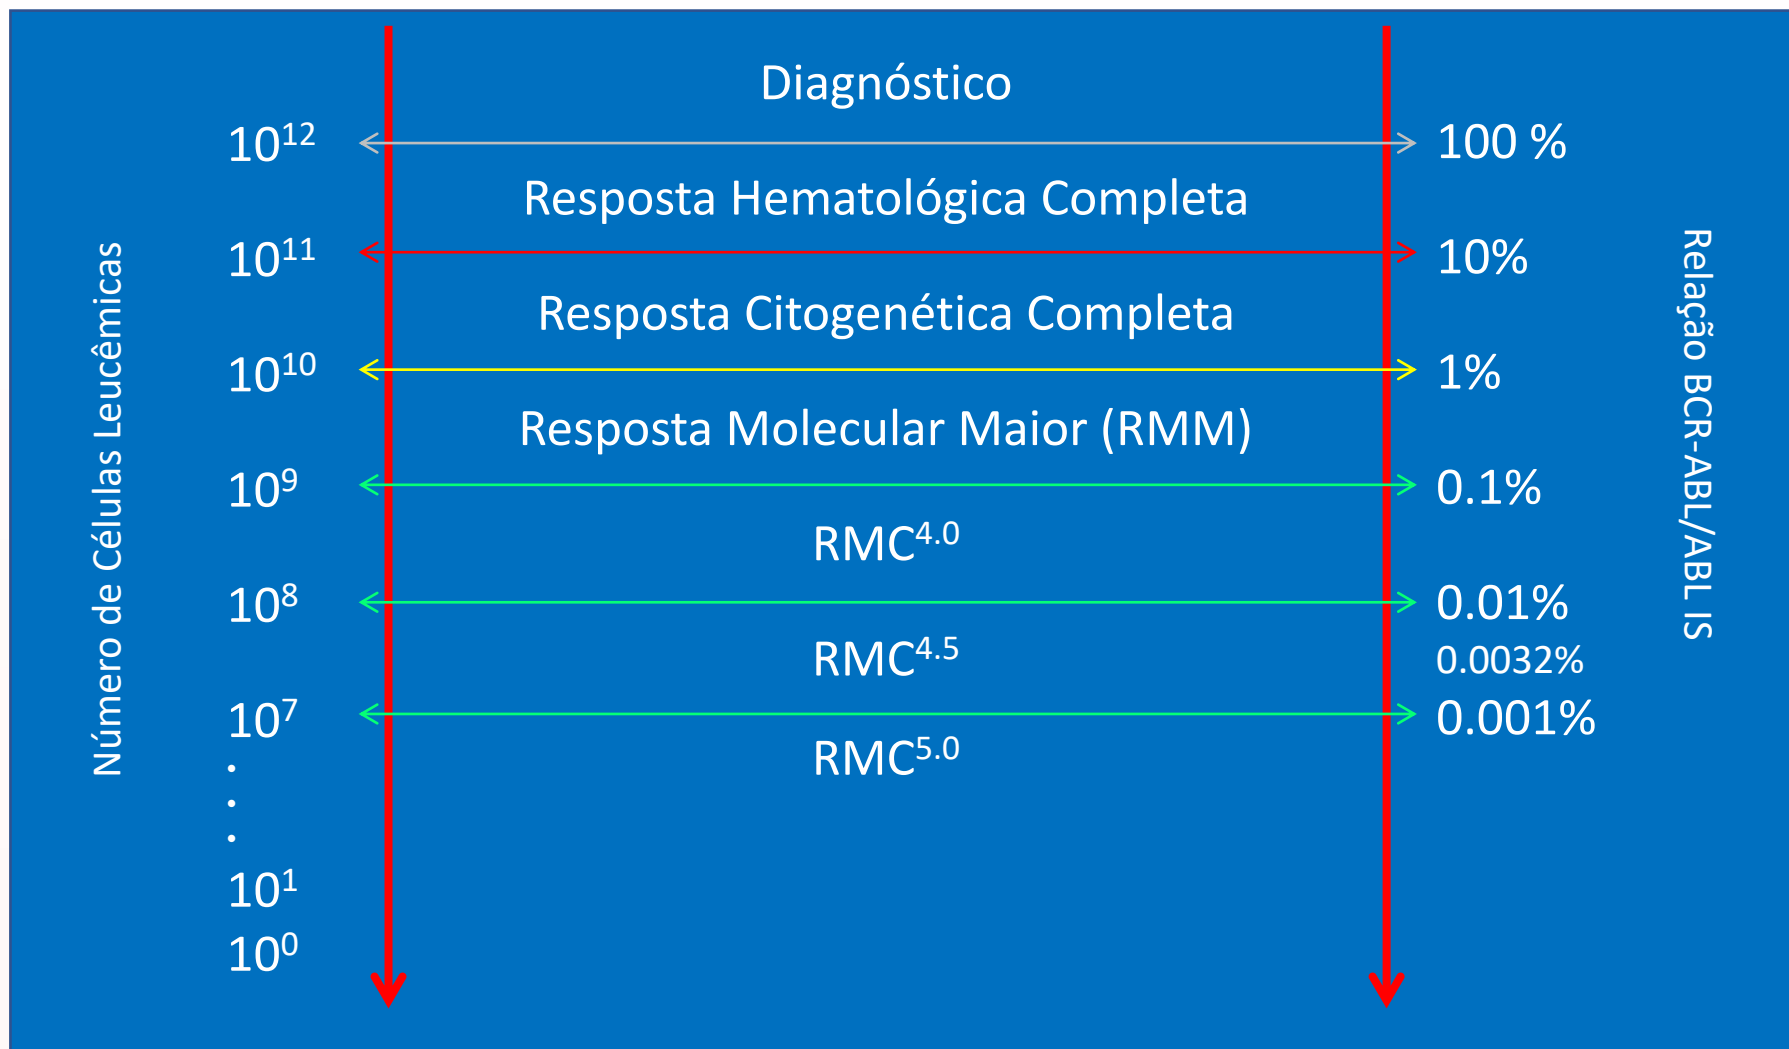 Diagnóstico
10¹² 100 %
Resposta Hematológica Completa
10¹¹ 10%
Resposta Citogenética Completa
10¹⁰ 1%
Resposta Molecular Maior (RMM)
10⁹ 0.1%
RMC⁴·⁰
10⁸ 0.01%
RMC⁴·⁵ 0.0032%
10⁷ 0.001%
RMC⁵·⁰
.
.
.
10¹
10⁰
Número de Células Leucêmicas
Relação BCR-ABL/ABL IS